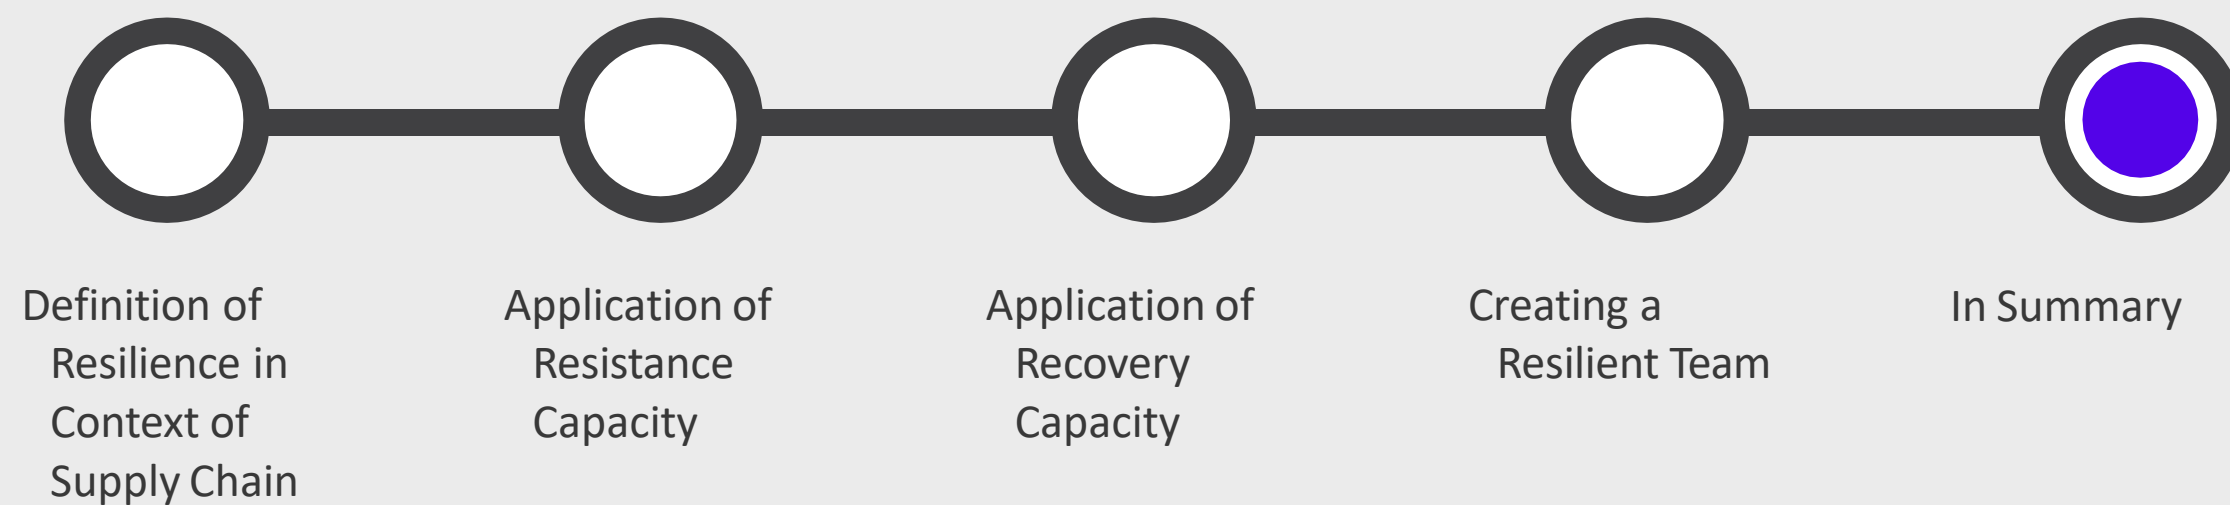 Definition of
Resilience in
Context of
Supply Chain
Application of
Resistance
Capacity
Application of
Recovery
Capacity
Creating a
Resilient Team
In Summary